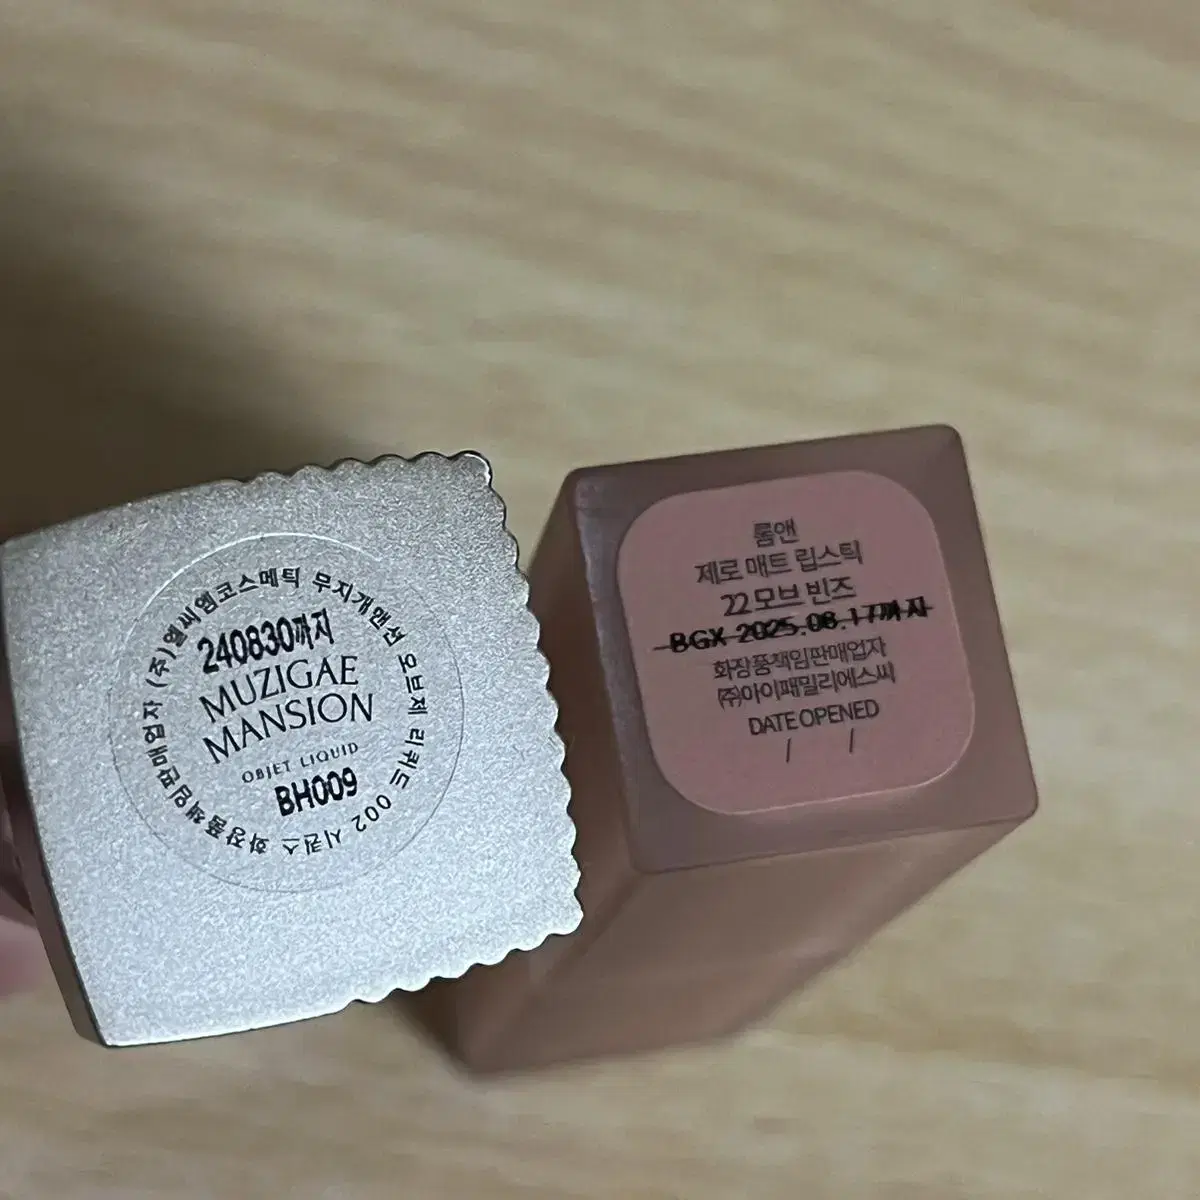 화장품책임판매업자 (주)엘씨엠코스메틱 무지개맨션 오브제 리퀴드 002 시퀀스
240830까지
MUZIGAE
MANSION
OBJET LIQUID
BH009
롬앤
제로 매트 립스틱
22 모브 빈즈
BGX 2025.08.17까지
화장품책임판매업자
㈜아이패밀리에스씨
DATE OPENED
/ /